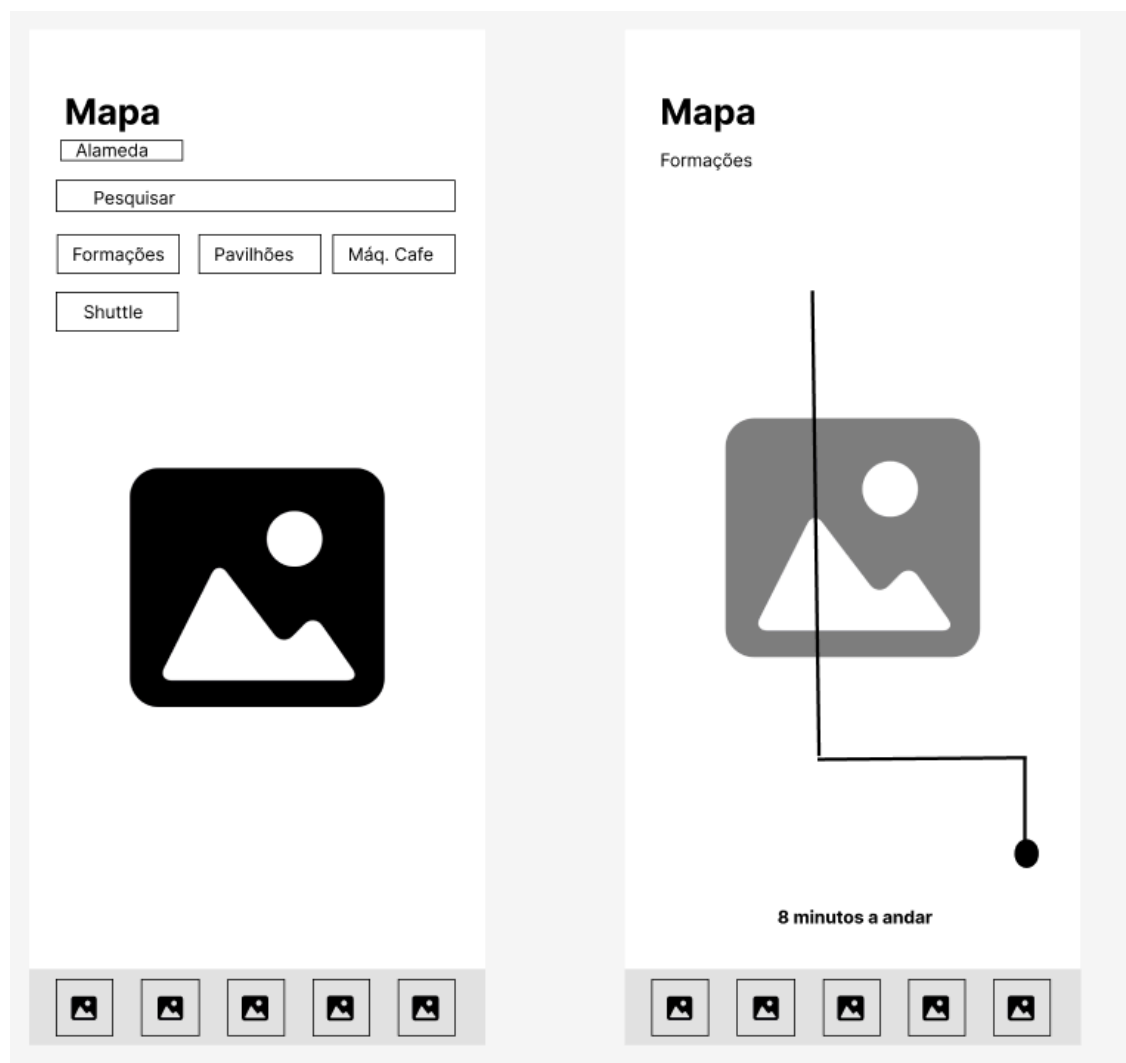 Mapa
Alameda
Pesquisar
Formações
Pavilhões
Máq. Cafe
Shuttle
Mapa
Formações
8 minutos a andar